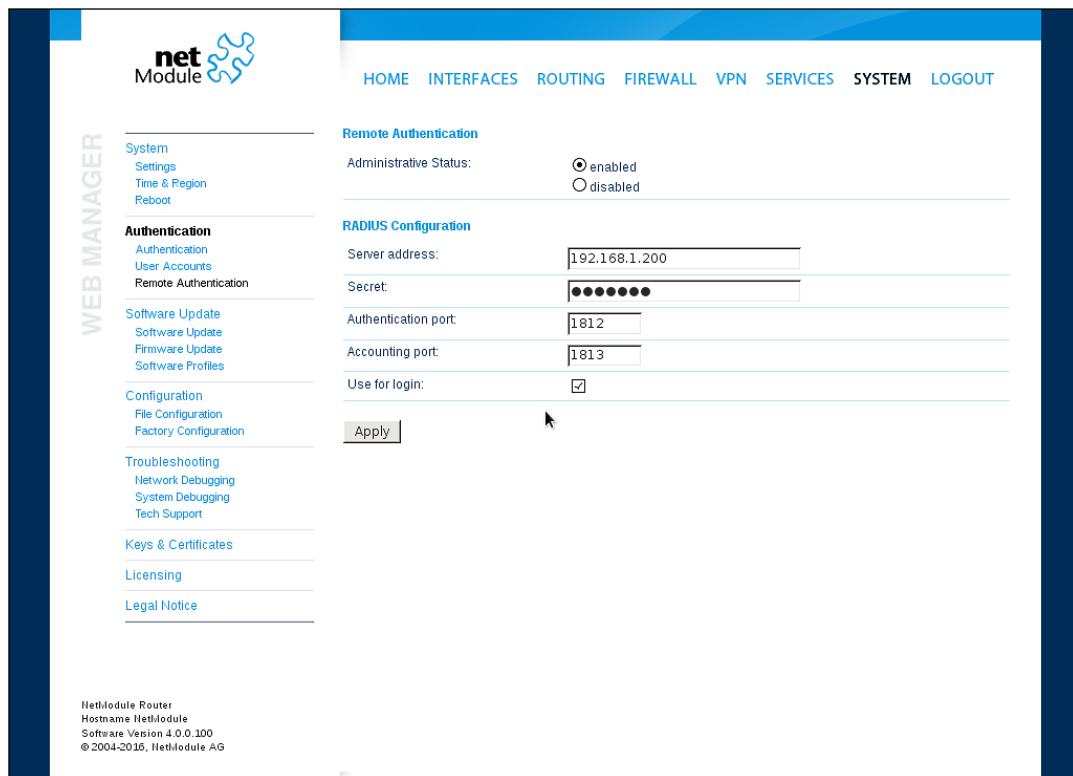 net
Module
HOME INTERFACES ROUTING FIREWALL VPN SERVICES SYSTEM LOGOUT
WEB MANAGER
System
Settings
Time & Region
Reboot
Authentication
Authentication
User Accounts
Remote Authentication
Software Update
Software Update
Firmware Update
Software Profiles
Configuration
File Configuration
Factory Configuration
Troubleshooting
Network Debugging
System Debugging
Tech Support
Keys & Certificates
Licensing
Legal Notice
Remote Authentication
Administrative Status:
enabled
disabled
RADIUS Configuration
Server address: 192.168.1.200
Secret: ●●●●●●●
Authentication port: 1812
Accounting port: 1813
Use for login:
Apply
NetModule Router
Hostname NetModule
Software Version 4.0.0.100
© 2004-2016, NetModule AG